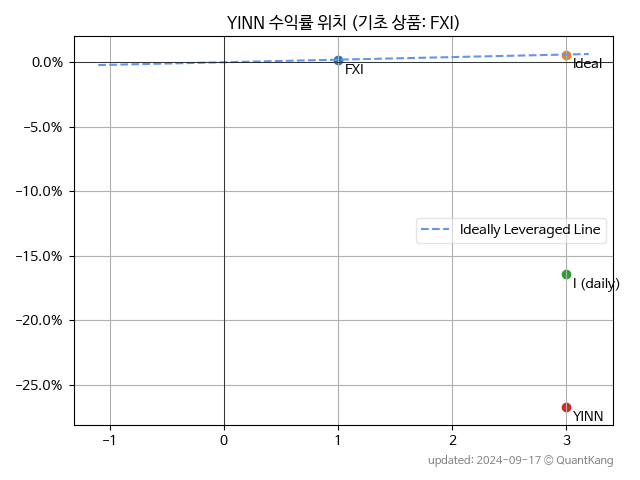 YINN 수익률 위치 (기초 상품: FXI)
0.0%
FXI
Ideal
-5.0%
-10.0%
Ideally Leveraged Line
-15.0%
I (daily)
-20.0%
-25.0%
YINN
-1
0
1
2
3
updated: 2024-09-17 © QuantKang